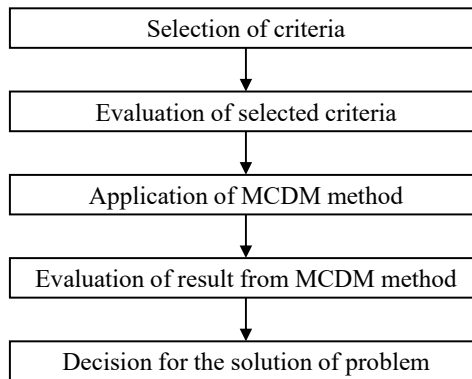 Selection of criteria
Evaluation of selected criteria
Application of MCDM method
Evaluation of result from MCDM method
Decision for the solution of problem